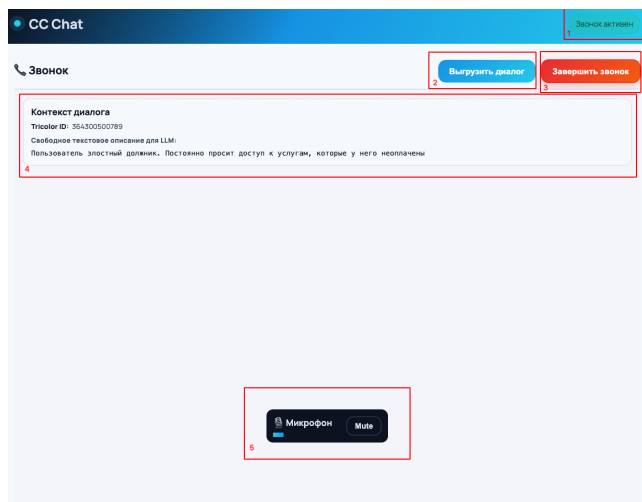 CC Chat
Звонок активен
1
Звонок
Выгрузить диалог
2
Завершить звонок
3
Контекст диалога
Tricolor ID: 364300500789
Свободное текстовое описание для LLM:
Пользователь злостный должник. Постоянно просит доступ к услугам, которые у него неоплачены
4
Микрофон
Mute
5